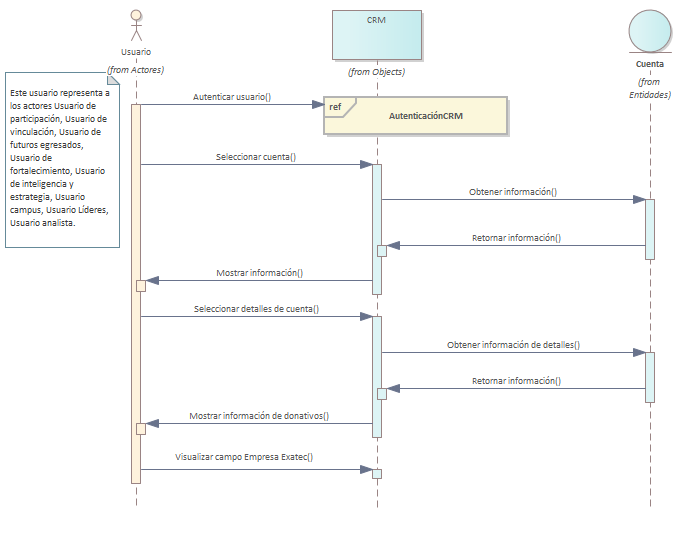 CRM
Usuario
(from Actores)
(from Objects)
Cuenta
(from
Entidades)
Este usuario representa a
los actores Usuario de
participación, Usuario de
vinculación, Usuario de
futuros egresados,
Usuario de
fortalecimiento, Usuario
de inteligencia y
estrategia, Usuario
campus, Usuario Líderes,
Usuario analista.
Autenticar usuario()
ref
AutenticaciónCRM
Seleccionar cuenta()
Obtener información()
Retornar información()
Mostrar información()
Seleccionar detalles de cuenta()
Obtener información de detalles()
Retornar información()
Mostrar información de donativos()
Visualizar campo Empresa Exatec()